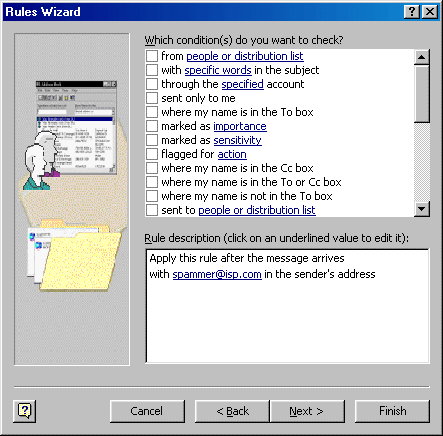 Rules Wizard
Which condition(s) do you want to check?
from people or distribution list
with specific words in the subject
through the specified account
sent only to me
where my name is in the To box
marked as importance
marked as sensitivity
flagged for action
where my name is in the Cc box
where my name is in the To or Cc box
where my name is not in the To box
sent to people or distribution list
Rule description (click on an underlined value to edit it):
Apply this rule after the message arrives
with spammer@isp.com in the sender's address
Cancel
< Back
Next >
Finish